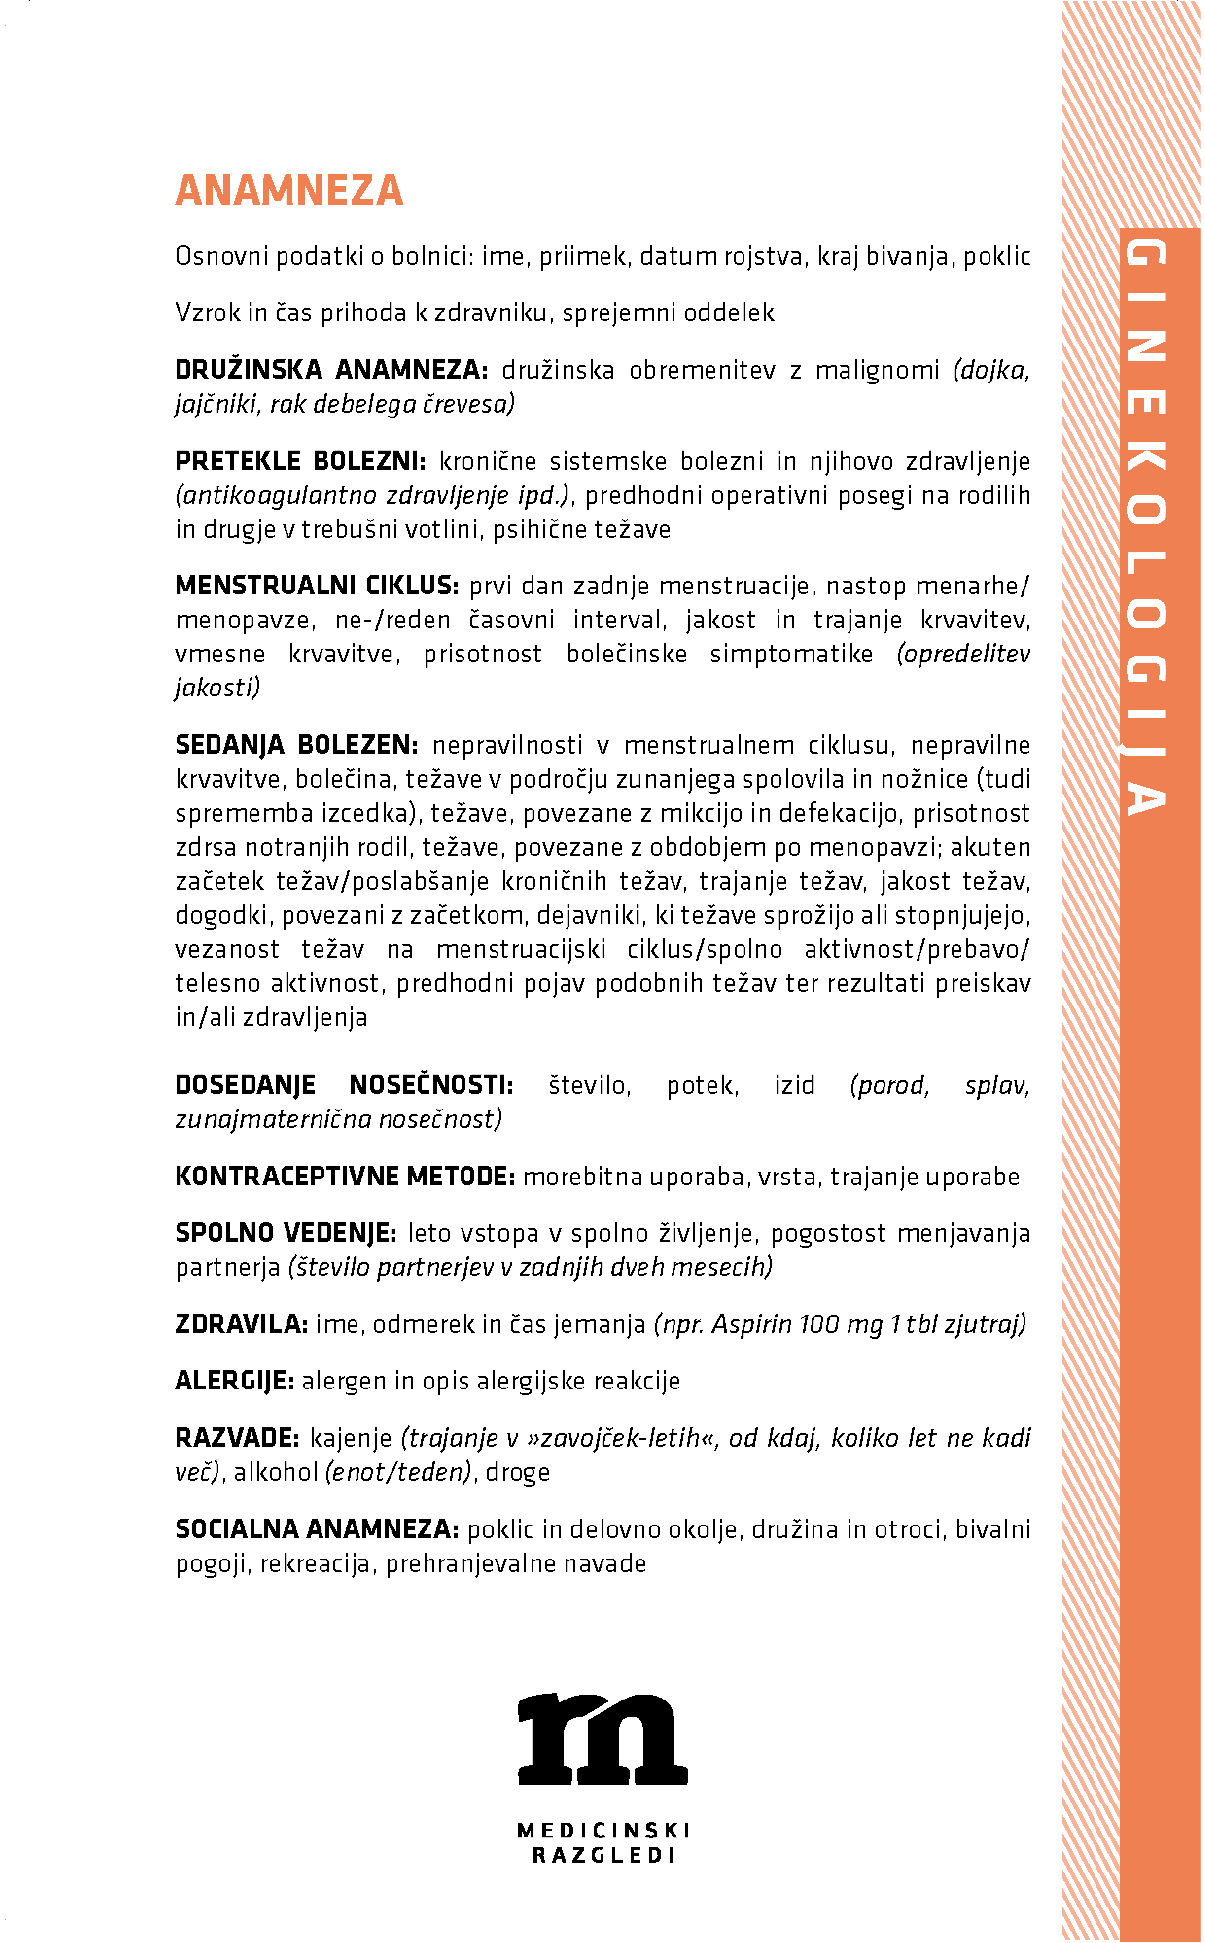 ANAMNEZA
Osnovni podatki o bolnici: ime, priimek, datum rojstva, kraj bivanja, poklic
Vzrok in čas prihoda k zdravniku, sprejemni oddelek
DRUŽINSKA ANAMNEZA: družinska obremenitev z malignomi (dojka,
jajčniki, rak debelega črevesa)
PRETEKLE BOLEZNI: kronične sistemske bolezni in njihovo zdravljenje
(antikoagulantno zdravljenje ipd.), predhodni operativni posegi na rodilih
in drugje v trebušni votlini, psihične težave
MENSTRUALNI CIKLUS: prvi dan zadnje menstruacije, nastop menarhe/
menopavze, ne-/reden časovni interval, jakost in trajanje krvavitev,
vmesne krvavitve, prisotnost bolečinske simptomatike (opredelitev
jakosti)
SEDANJA BOLEZEN: nepravilnosti v menstrualnem ciklusu, nepravilne
krvavitve, bolečina, težave v področju zunanjega spolovila in nožnice (tudi
sprememba izcedka), težave, povezane z mikcijo in defekacijo, prisotnost
zdrsa notranjih rodil, težave, povezane z obdobjem po menopavzi; akuten
začetek težav/poslabšanje kroničnih težav, trajanje težav, jakost težav,
dogodki, povezani z začetkom, dejavniki, ki težave sprožijo ali stopnjujejo,
vezanost težav na menstruacijski ciklus/spolno aktivnost/prebavo/
telesno aktivnost, predhodni pojav podobnih težav ter rezultati preiskav
in/ali zdravljenja
DOSEDANJE NOSEČNOSTI: število, potek, izid (porod, splav,
zunajmaternična nosečnost)
KONTRACEPTIVNE METODE: morebitna uporaba, vrsta, trajanje uporabe
SPOLNO VEDENJE: leto vstopa v spolno življenje, pogostost menjavanja
partnerja (število partnerjev v zadnjih dveh mesecih)
ZDRAVILA: ime, odmerek in čas jemanja (npr. Aspirin 100 mg 1 tbl zjutraj)
ALERGIJE: alergen in opis alergijske reakcije
RAZVADE: kajenje (trajanje v »zavojček-letih«, od kdaj, koliko let ne kadi
več), alkohol (enot/teden), droge
SOCIALNA ANAMNEZA: poklic in delovno okolje, družina in otroci, bivalni
pogoji, rekreacija, prehranjevalne navade
m
MEDICINSKI
RAZGLEDI
GINEKOLOGIJA